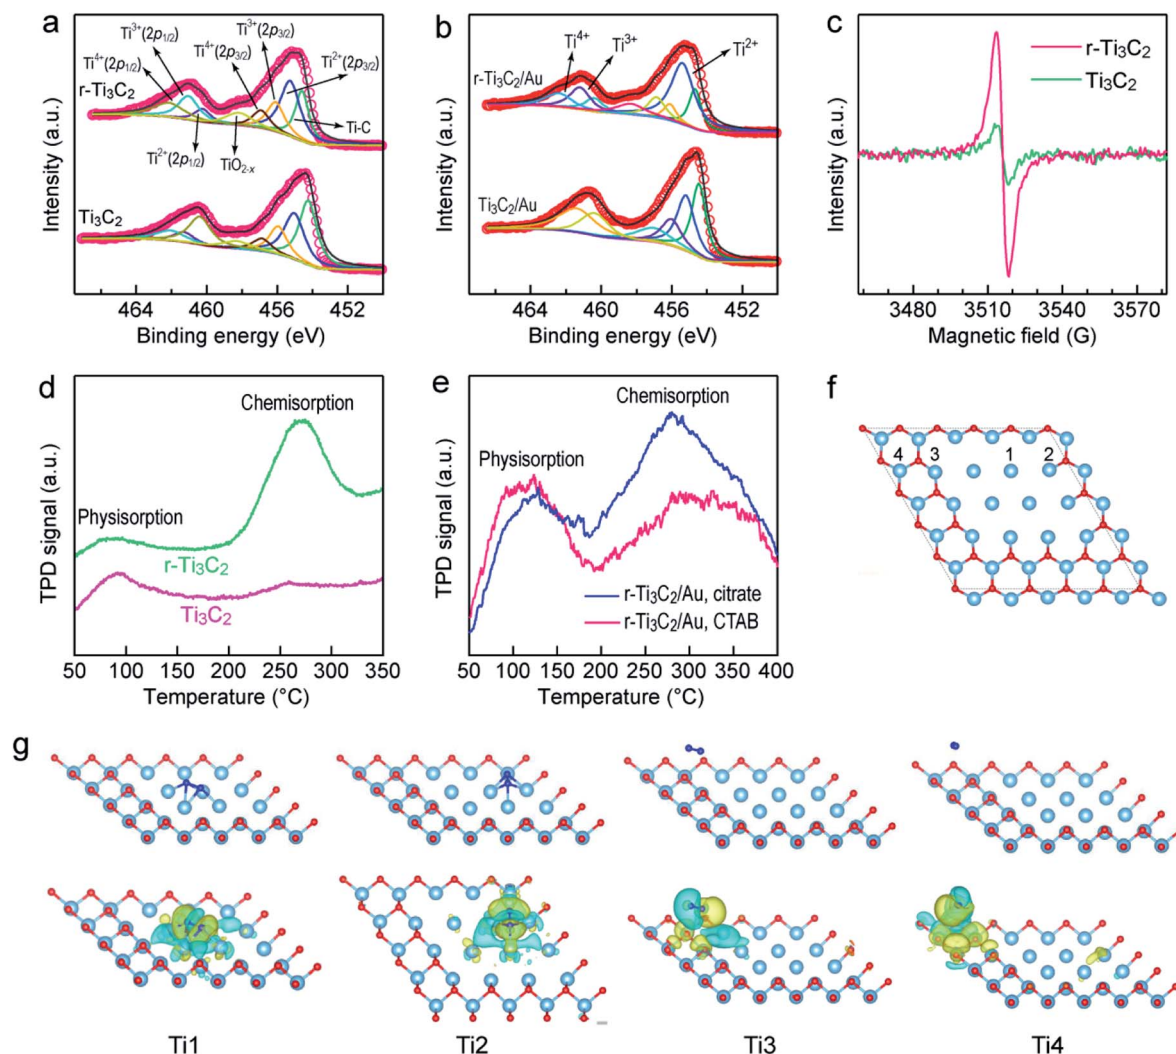 a
Ti³⁺(2p₁/₂)
Ti⁴⁺(2p₁/₂)
r-Ti₃C₂
Ti³⁺(2p₃/₂)
Ti⁴⁺(2p₃/₂)
Ti²⁺(2p₃/₂)
Ti-C
Ti²⁺(2p₁/₂)
TiO₂₋ₓ
Ti₃C₂
Intensity (a.u.)
464 460 456 452
Binding energy (eV)
b
Ti⁴⁺
Ti³⁺
Ti²⁺
r-Ti₃C₂/Au
Ti₃C₂/Au
Intensity (a.u.)
464 460 456 452
Binding energy (eV)
c
r-Ti₃C₂
Ti₃C₂
Intensity (a.u.)
3480 3510 3540 3570
Magnetic field (G)
d
Chemisorption
Physisorption
r-Ti₃C₂
Ti₃C₂
TPD signal (a.u.)
50 100 150 200 250 300 350
Temperature (°C)
e
Chemisorption
Physisorption
r-Ti₃C₂/Au, citrate
r-Ti₃C₂/Au, CTAB
TPD signal (a.u.)
50 100 150 200 250 300 350 400
Temperature (°C)
f
4 3 1 2
g
Ti1 Ti2 Ti3 Ti4